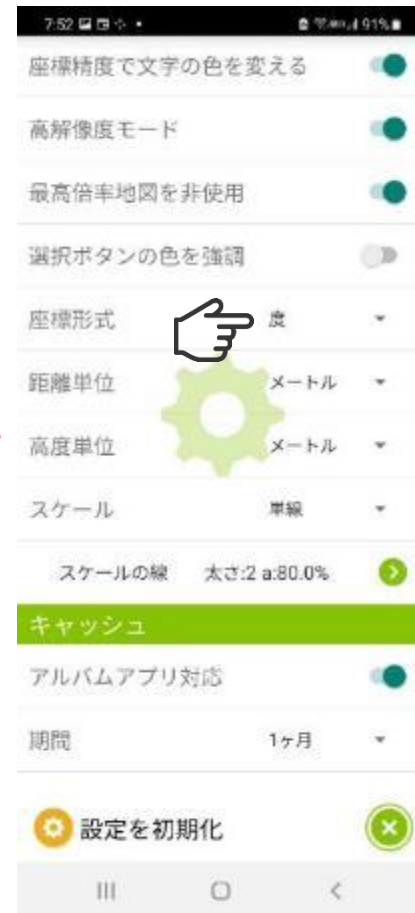 7:52 91%
座標精度で文字の色を変える
高解像度モード
最高倍率地図を非使用
選択ボタンの色を強調
座標形式 度
距離単位 メートル
高度単位 メートル
スケール 単線
スケールの線 太さ:2 a:80.0%
キャッシュ
アルバムアプリ対応
期間 1ヶ月
設定を初期化